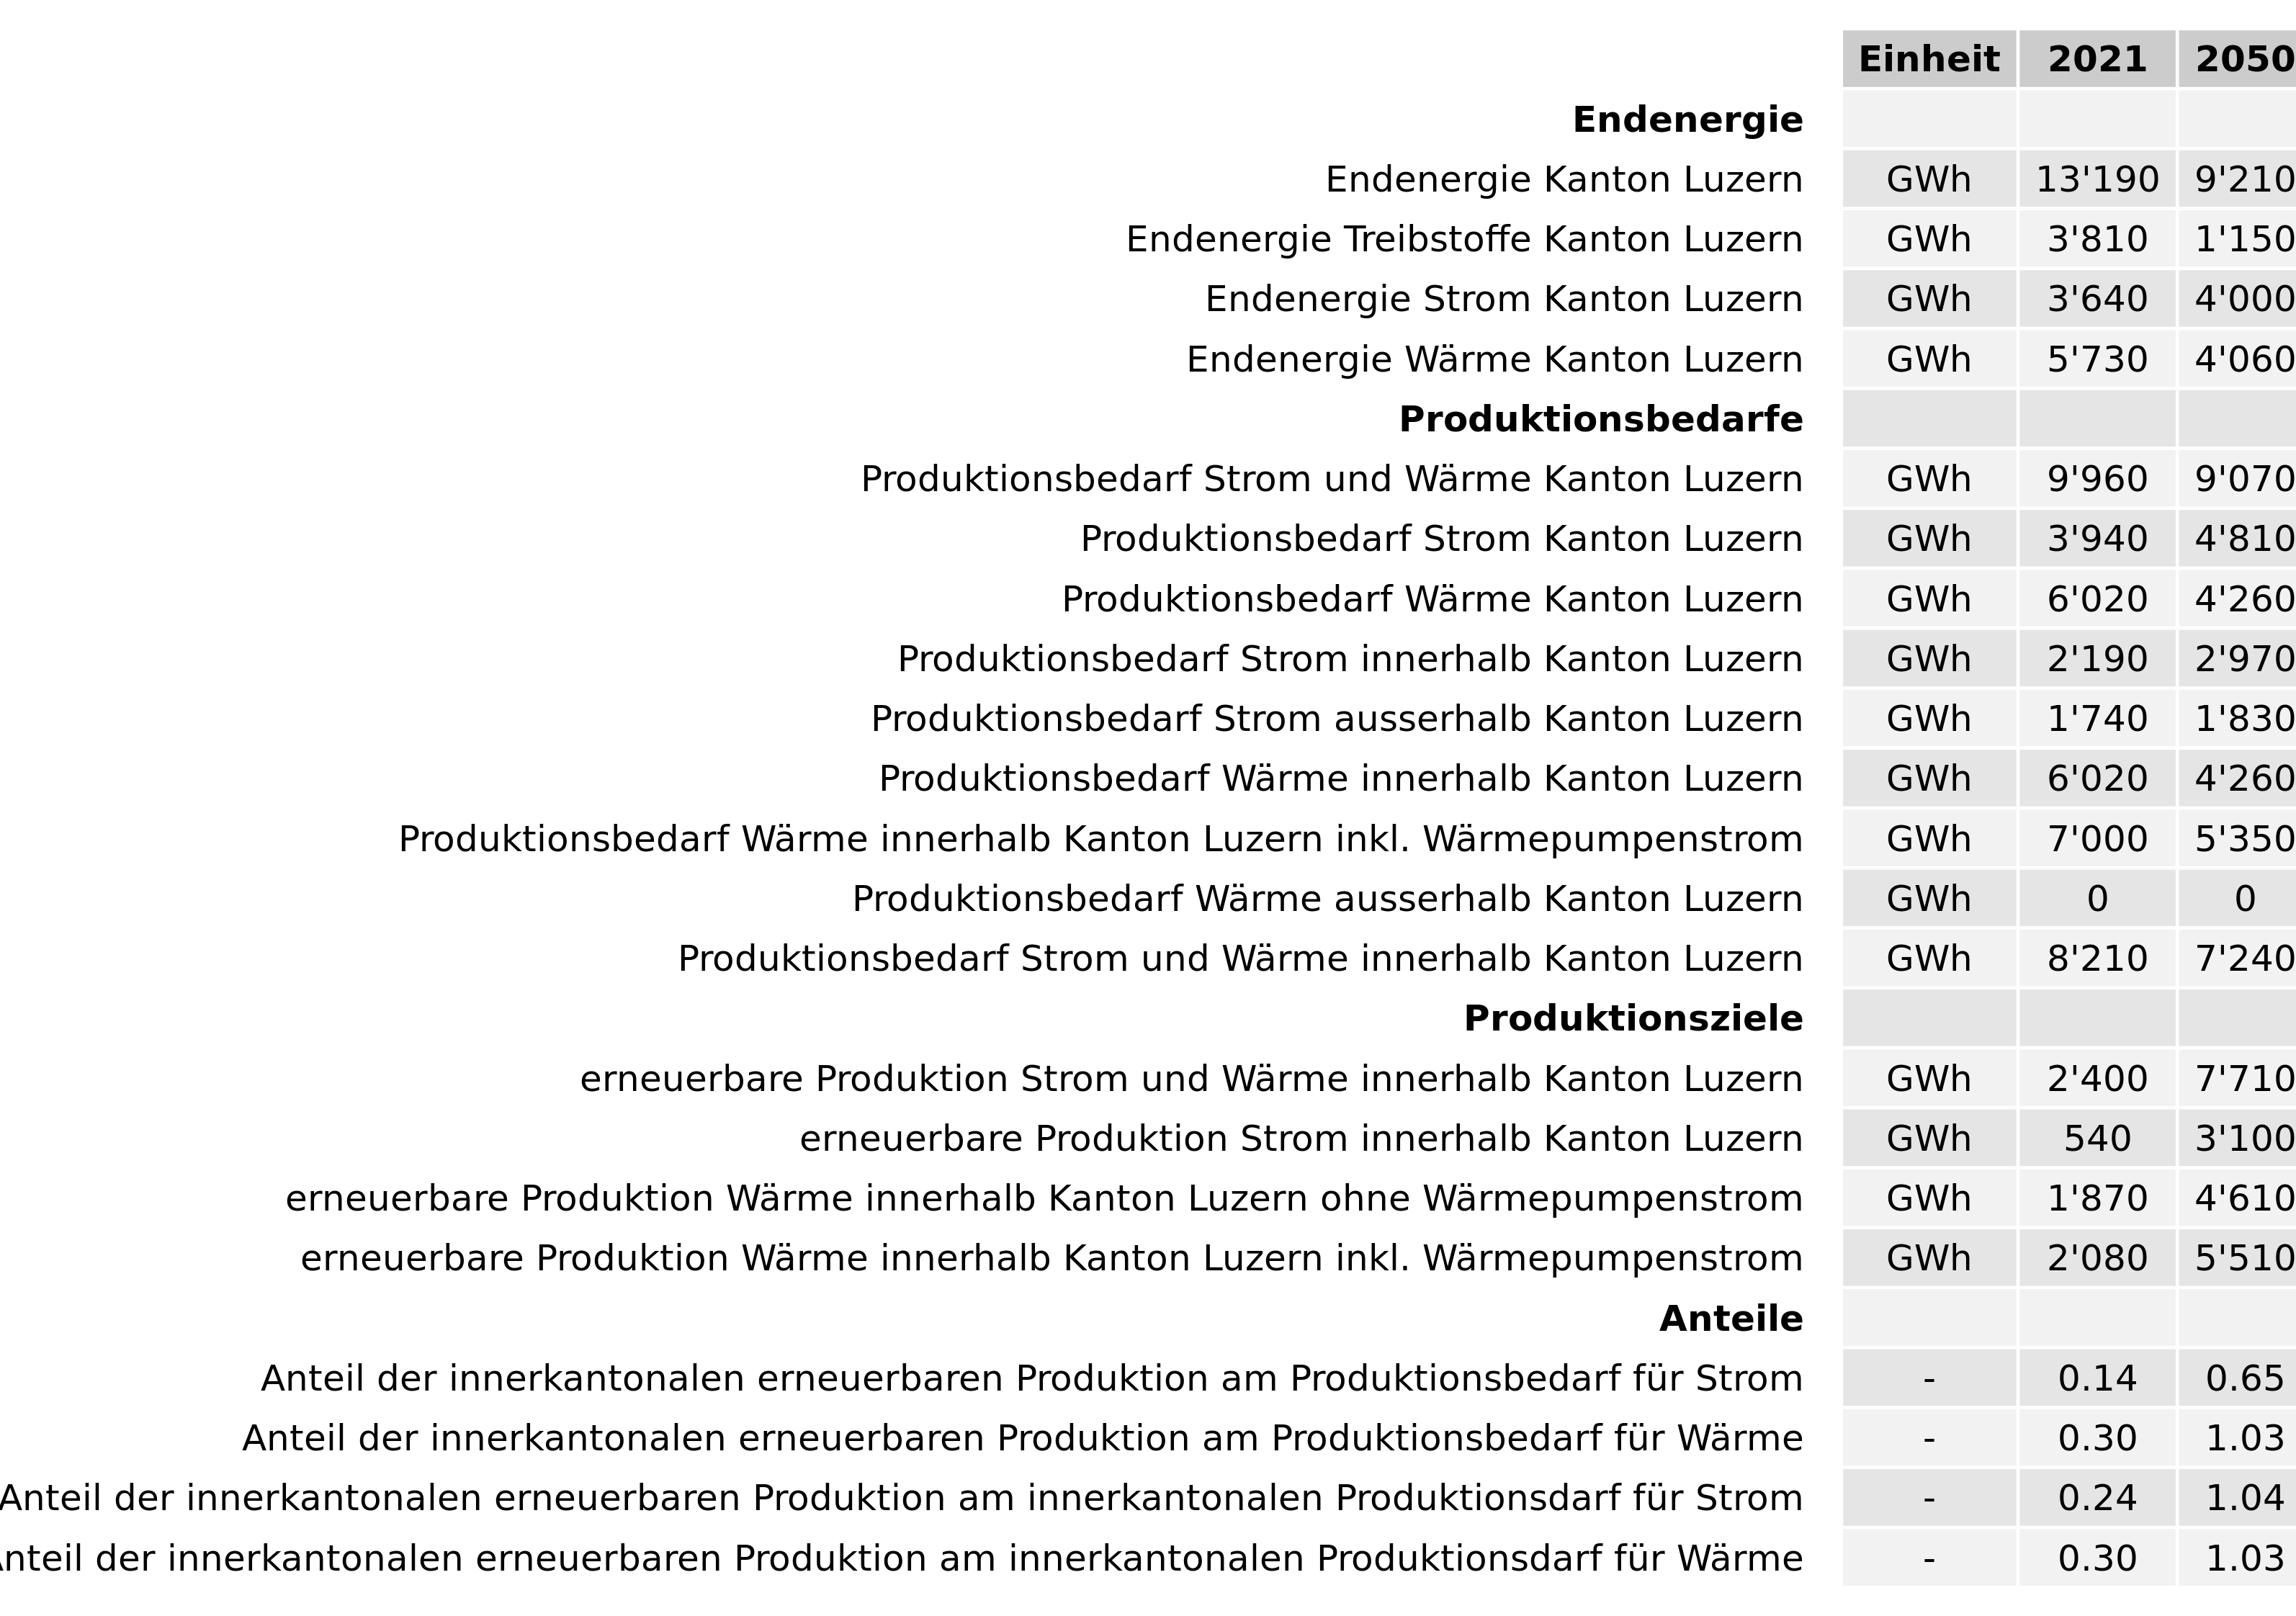 Einheit 2021 2050
Endenergie
Endenergie Kanton Luzern GWh 13'190 9'210
Endenergie Treibstoffe Kanton Luzern GWh 3'810 1'150
Endenergie Strom Kanton Luzern GWh 3'640 4'000
Endenergie Wärme Kanton Luzern GWh 5'730 4'060
Produktionsbedarfe
Produktionsbedarf Strom und Wärme Kanton Luzern GWh 9'960 9'070
Produktionsbedarf Strom Kanton Luzern GWh 3'940 4'810
Produktionsbedarf Wärme Kanton Luzern GWh 6'020 4'260
Produktionsbedarf Strom innerhalb Kanton Luzern GWh 2'190 2'970
Produktionsbedarf Strom ausserhalb Kanton Luzern GWh 1'740 1'830
Produktionsbedarf Wärme innerhalb Kanton Luzern GWh 6'020 4'260
Produktionsbedarf Wärme innerhalb Kanton Luzern inkl. Wärmepumpenstrom GWh 7'000 5'350
Produktionsbedarf Wärme ausserhalb Kanton Luzern GWh 0 0
Produktionsbedarf Strom und Wärme innerhalb Kanton Luzern GWh 8'210 7'240
Produktionsziele
erneuerbare Produktion Strom und Wärme innerhalb Kanton Luzern GWh 2'400 7'710
erneuerbare Produktion Strom innerhalb Kanton Luzern GWh 540 3'100
erneuerbare Produktion Wärme innerhalb Kanton Luzern ohne Wärmepumpenstrom GWh 1'870 4'610
erneuerbare Produktion Wärme innerhalb Kanton Luzern inkl. Wärmepumpenstrom GWh 2'080 5'510
Anteile
Anteil der innerkantonalen erneuerbaren Produktion am Produktionsbedarf für Strom - 0.14 0.65
Anteil der innerkantonalen erneuerbaren Produktion am Produktionsbedarf für Wärme - 0.30 1.03
Anteil der innerkantonalen erneuerbaren Produktion am innerkantonalen Produktionsdarf für Strom - 0.24 1.04
Anteil der innerkantonalen erneuerbaren Produktion am innerkantonalen Produktionsdarf für Wärme - 0.30 1.03